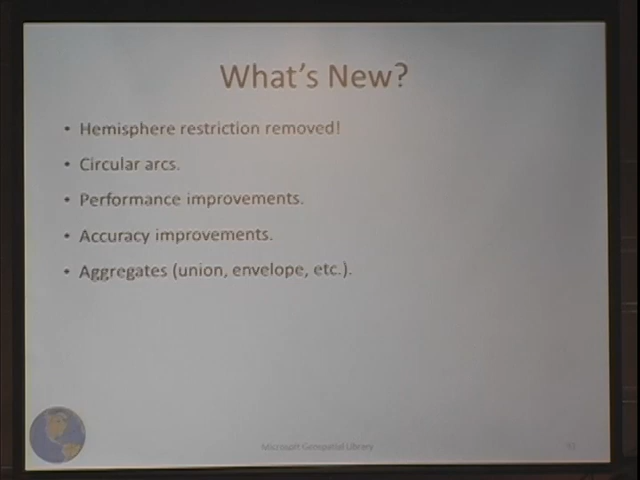 What's New?
• Hemisphere restriction removed!
• Circular arcs.
• Performance improvements.
• Accuracy improvements.
• Aggregates (union, envelope, etc.).
Microsoft Geospatial Library